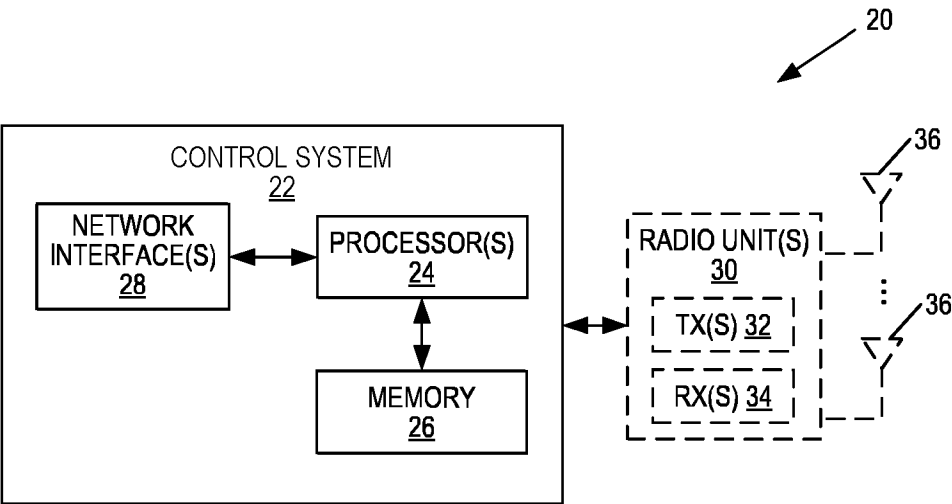 20
CONTROL SYSTEM
22
36
NETWORK
INTERFACE(S)
28
PROCESSOR(S)
24
RADIO UNIT(S)
30
TX(S) 32
36
MEMORY
26
RX(S) 34